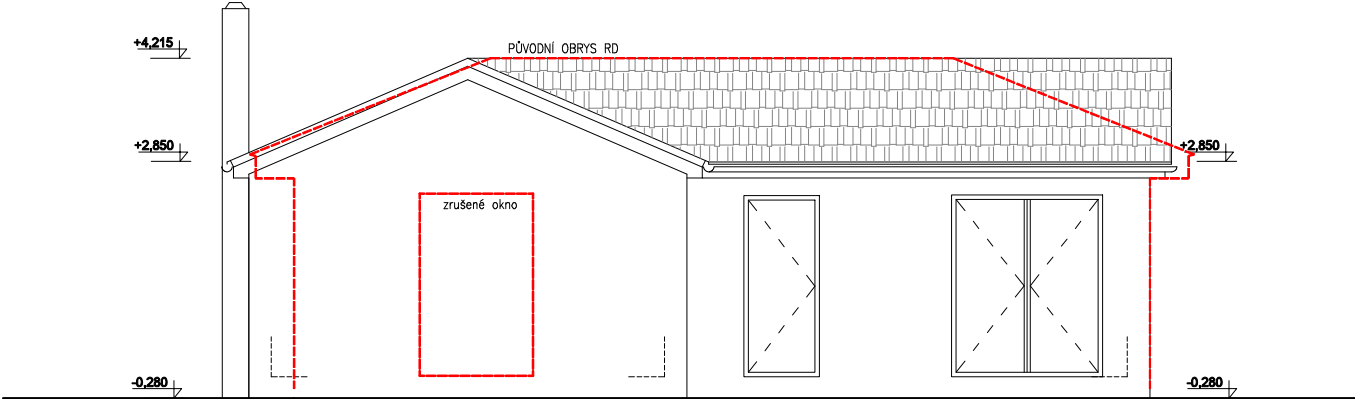 +4,215
PŮVODNÍ OBRYS RD
+2,850
+2,850
zrušené okno
-0,280
-0,280